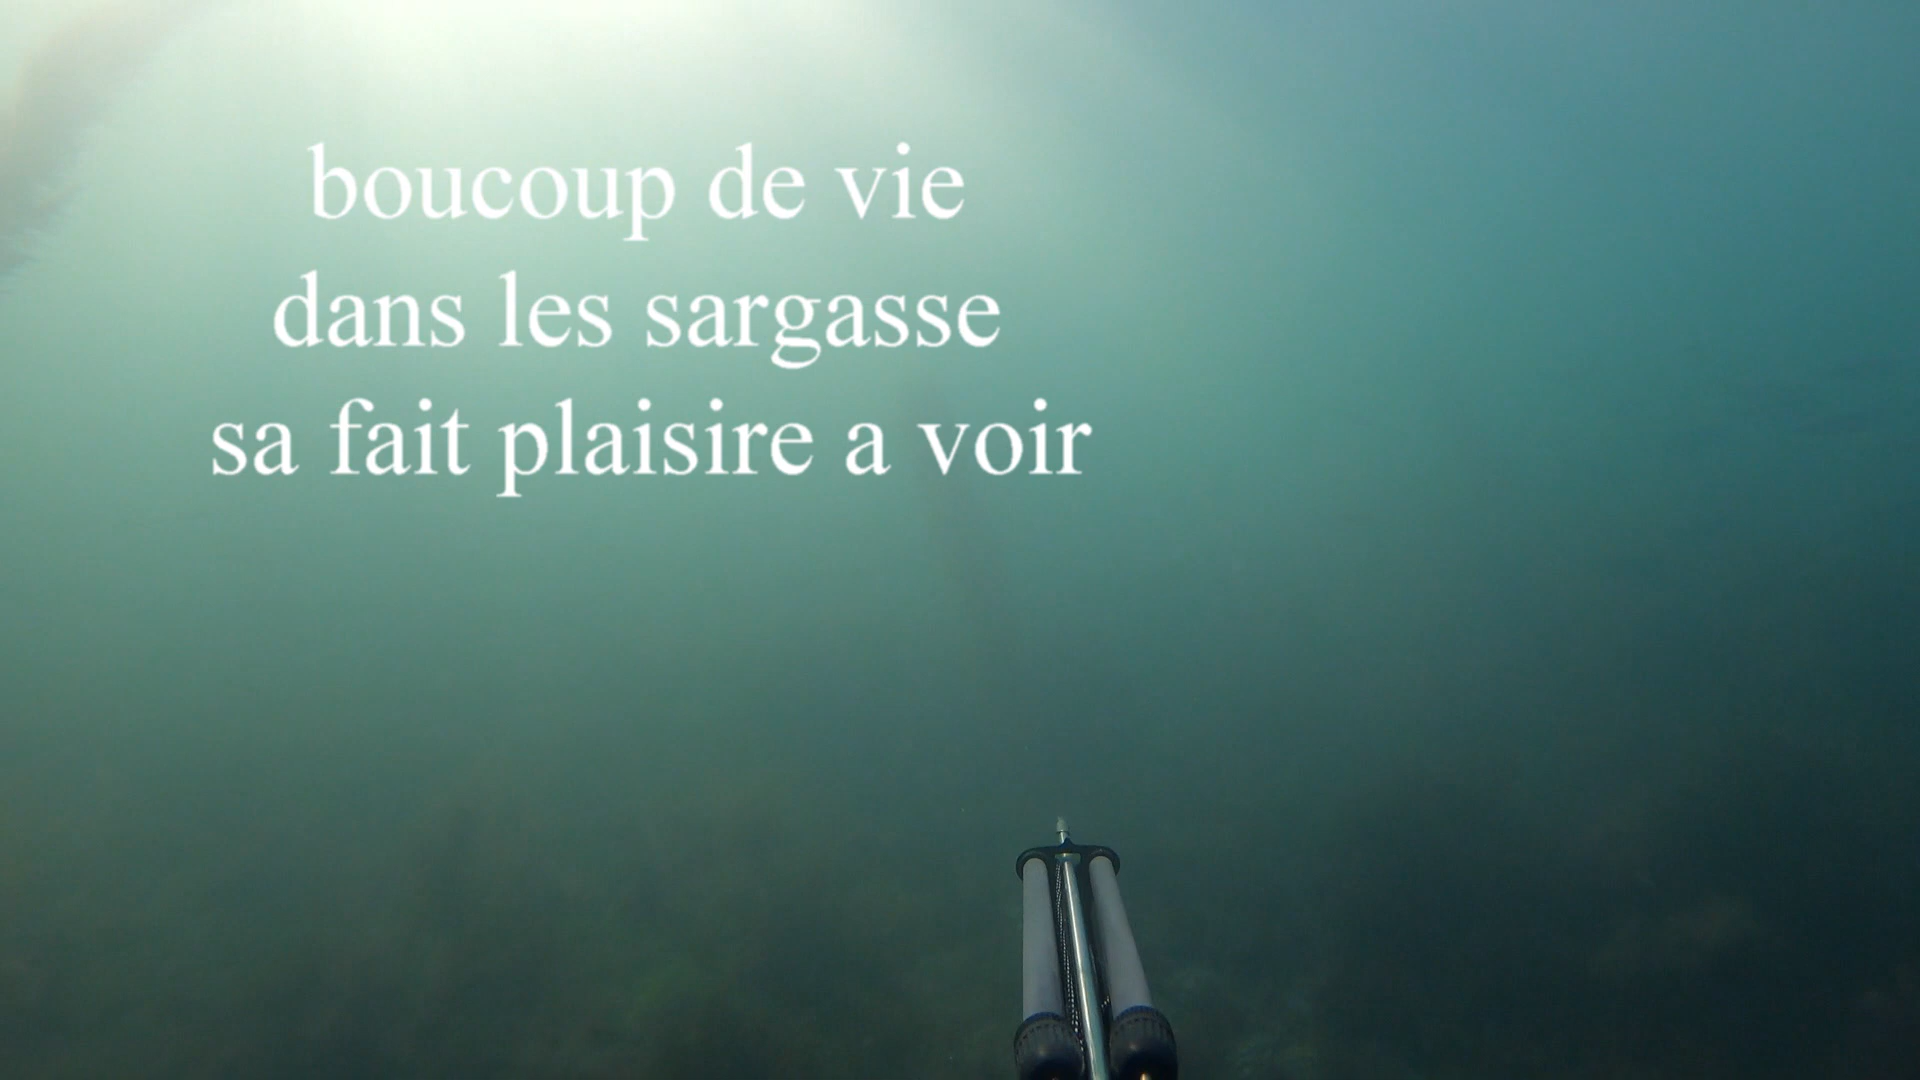 boucoup de vie
dans les sargasse
sa fait plaisire a voir